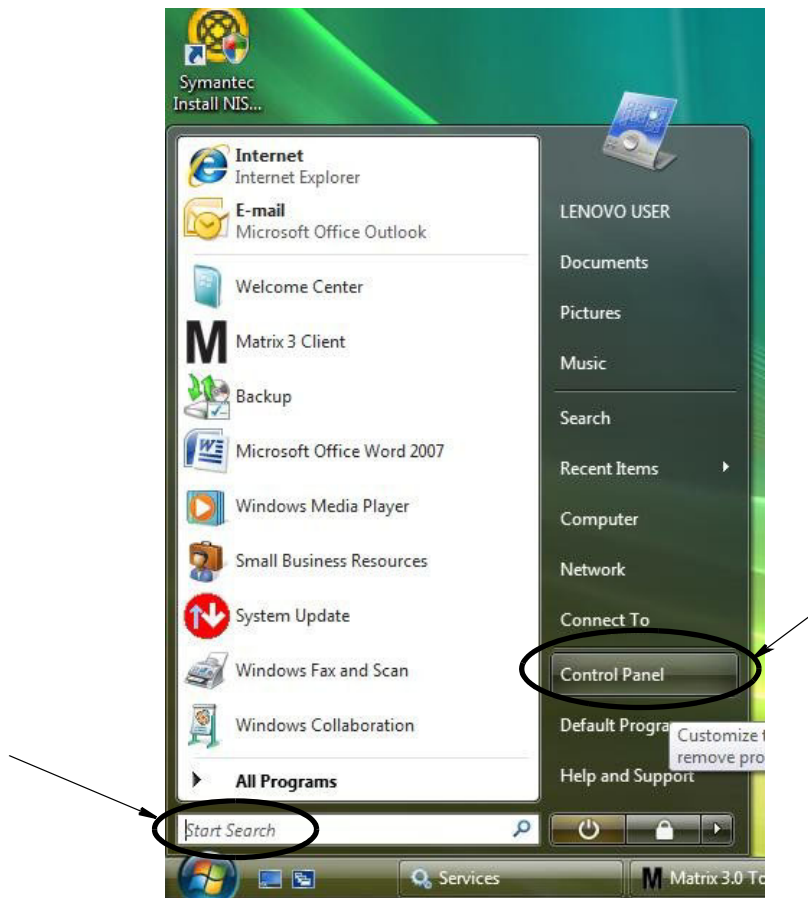 Symantec
Install NIS...
Internet
Internet Explorer
E-mail
Microsoft Office Outlook
Welcome Center
M
Matrix 3 Client
Backup
Microsoft Office Word 2007
Windows Media Player
Small Business Resources
System Update
Windows Fax and Scan
Windows Collaboration
All Programs
Start Search
LENOVO USER
Documents
Pictures
Music
Search
Recent Items
Computer
Network
Connect To
Control Panel
Default Progra
Customize t
remove pro
Help and Support
Services
M Matrix 3.0 To